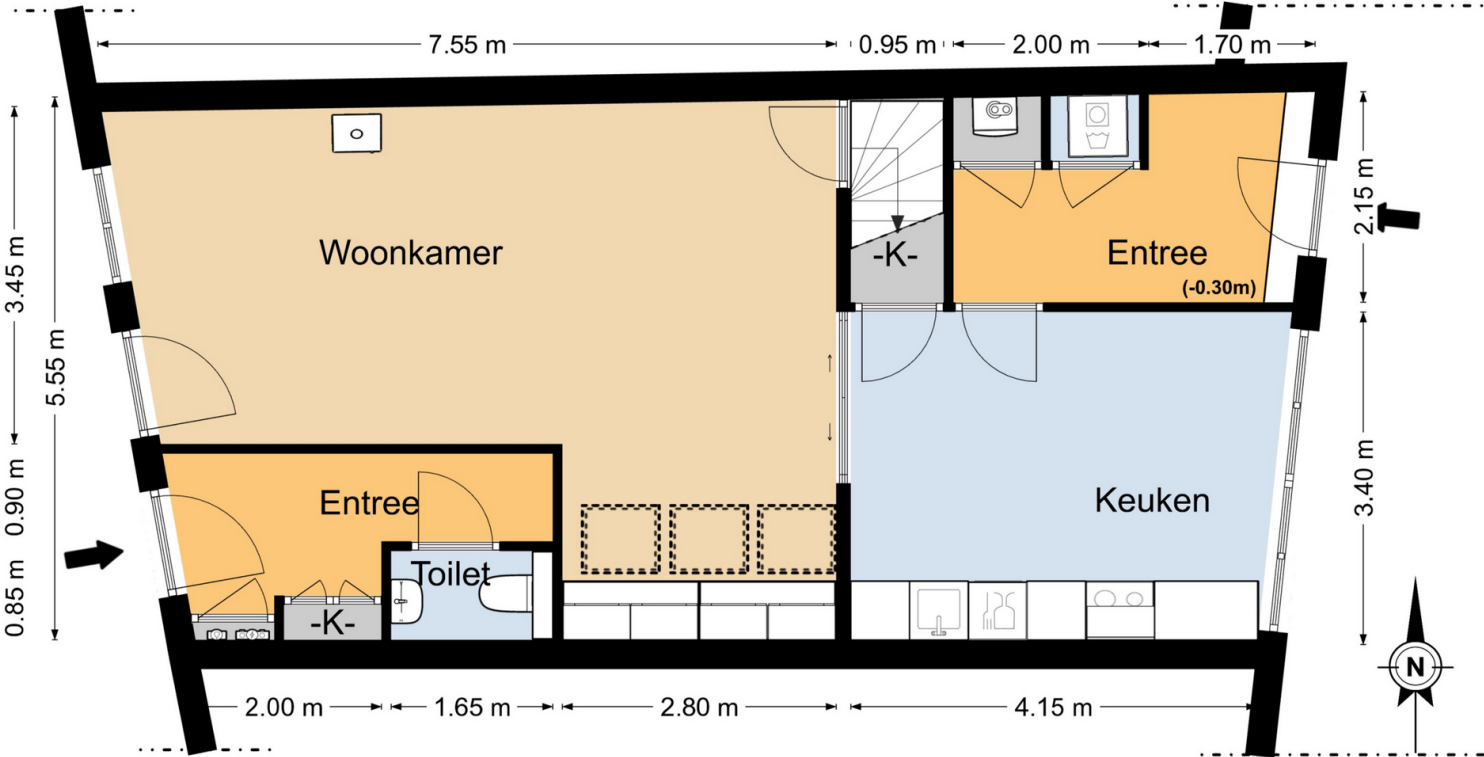 7.55 m
0.95 m
2.00 m
1.70 m
3.45 m
5.55 m
0.90 m
0.85 m
2.15 m
3.40 m
Woonkamer
-K-
Entree
(-0.30m)
Entree
Keuken
Toilet
-K-
2.00 m
1.65 m
2.80 m
4.15 m
N